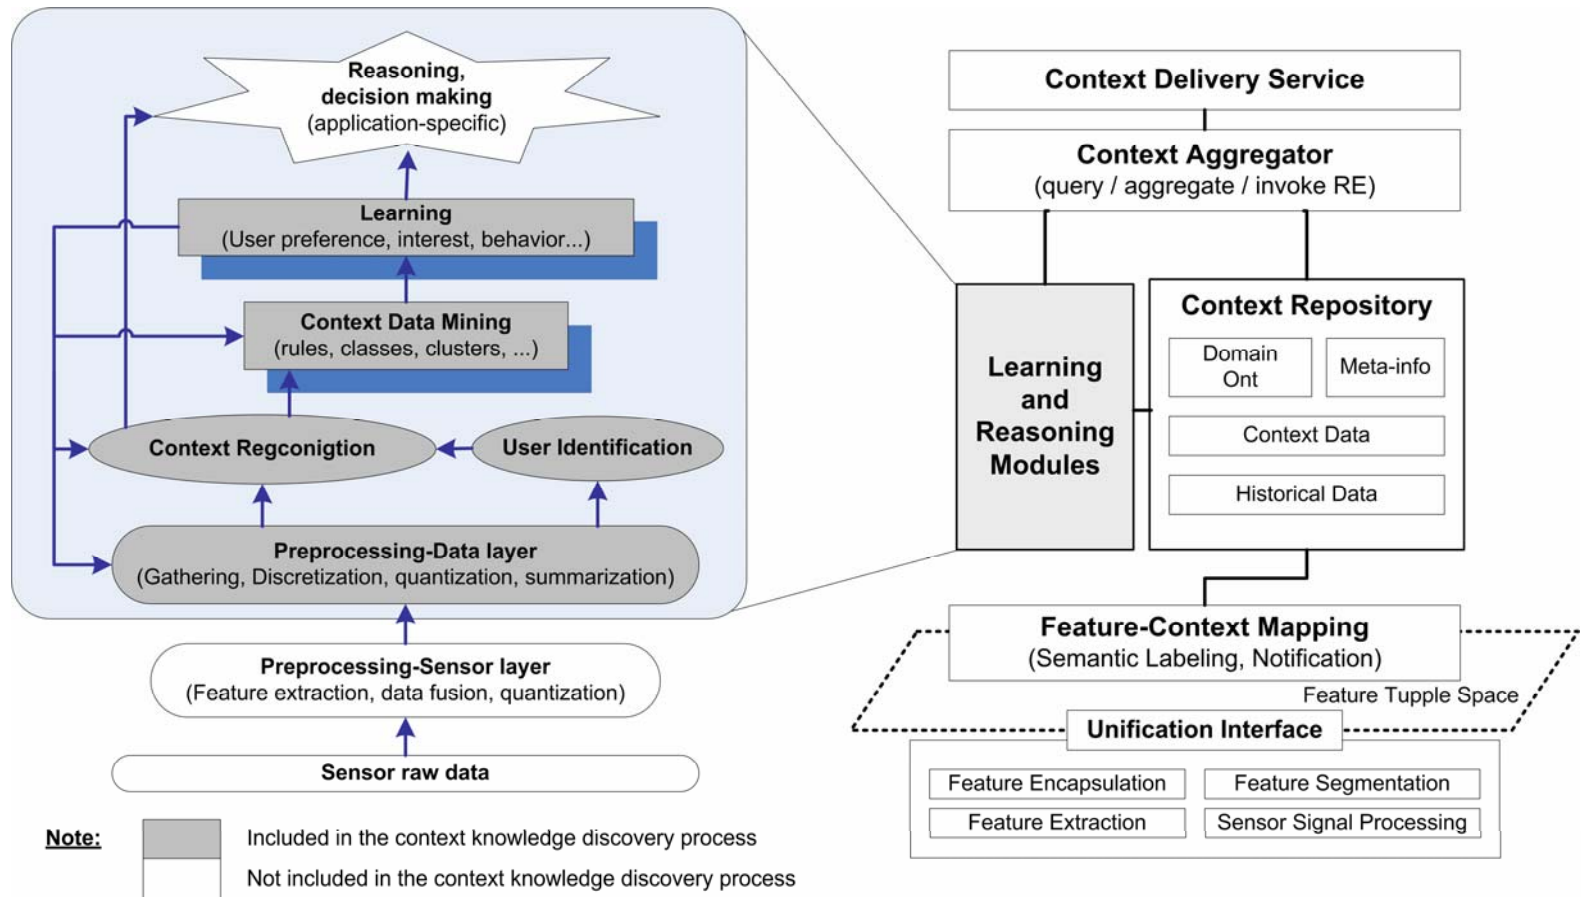 Reasoning,
decision making
(application-specific)
Learning
(User preference, interest, behavior...)
Context Data Mining
(rules, classes, clusters, ...)
Context Regconigtion
User Identification
Preprocessing-Data layer
(Gathering, Discretization, quantization, summarization)
Preprocessing-Sensor layer
(Feature extraction, data fusion, quantization)
Sensor raw data
Note:
Included in the context knowledge discovery process
Not included in the context knowledge discovery process
Context Delivery Service
Context Aggregator
(query / aggregate / invoke RE)
Learning
and
Reasoning
Modules
Context Repository
Domain
Ont
Meta-info
Context Data
Historical Data
Feature-Context Mapping
(Semantic Labeling, Notification)
Feature Tupple Space
Unification Interface
Feature Encapsulation
Feature Segmentation
Feature Extraction
Sensor Signal Processing